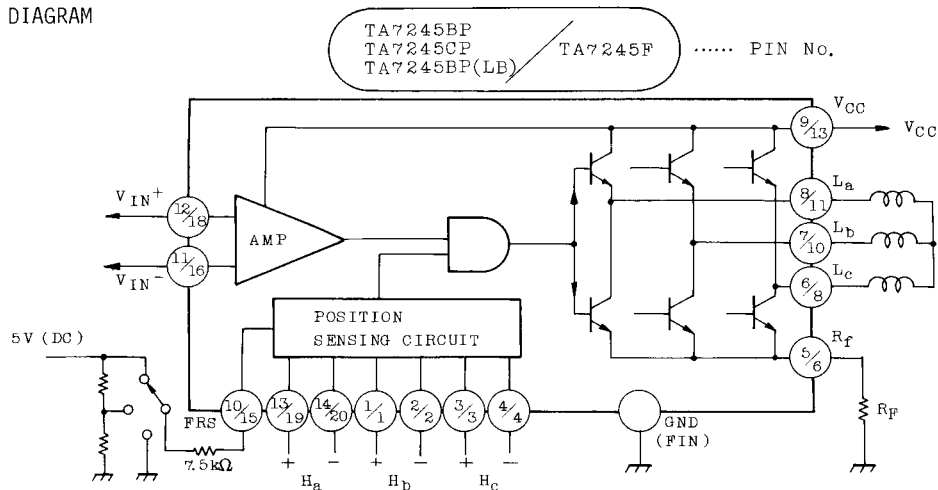 DIAGRAM
TA7245BP
TA7245CP
TA7245BP(LB)
TA7245F
...... PIN No.
VCC
9/13
VCC
La
8/11
VIN+
12/18
AMP
Lb
7/10
VIN-
11/16
Lc
6/8
POSITION
SENSING CIRCUIT
5V (DC)
Rf
5/6
FRS
10/15
13/19
14/20
1/1
2/2
3/3
4/4
GND
(FIN)
RF
7.5kΩ
+ - + - + -
Ha Hb Hc